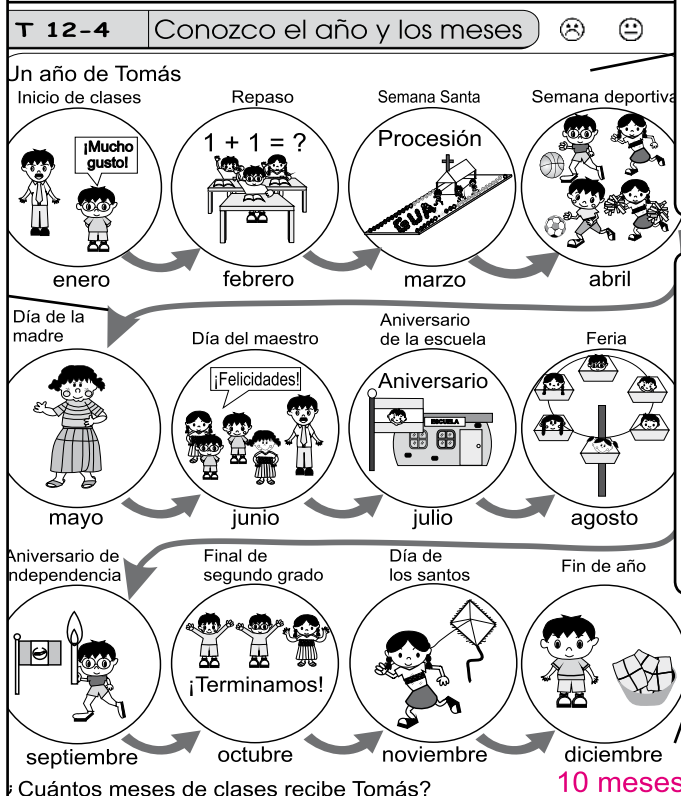 T 12-4
Conozco el año y los meses
Un año de Tomás
Inicio de clases
Repaso
Semana Santa
Semana deportiva
¡Mucho
gusto!
1 + 1 = ?
Procesión
GUA
enero
febrero
marzo
abril
Día de la
madre
Día del maestro
Aniversario
de la escuela
Feria
¡Felicidades!
Aniversario
ESCUELA
mayo
junio
julio
agosto
Aniversario de
ndependencia
Final de
segundo grado
Día de
los santos
Fin de año
¡Terminamos!
septiembre
octubre
noviembre
diciembre
¿Cuántos meses de clases recibe Tomás?
10 meses